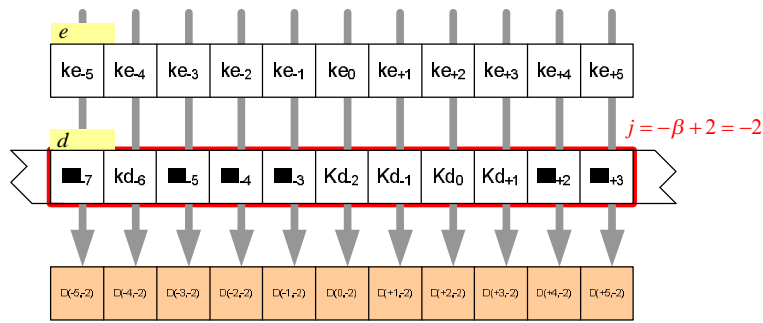 e
ke-5 ke-4 ke-3 ke-2 ke-1 ke0 ke+1 ke+2 ke+3 ke+4 ke+5
j = -β + 2 = -2
d
-7 kd-6 -5 -4 -3 Kd-2 Kd-1 Kd0 Kd+1 +2 +3
D(-5,-2) D(-4,-2) D(-3,-2) D(-2,-2) D(-1,-2) D(0,-2) D(+1,-2) D(+2,-2) D(+3,-2) D(+4,-2) D(+5,-2)